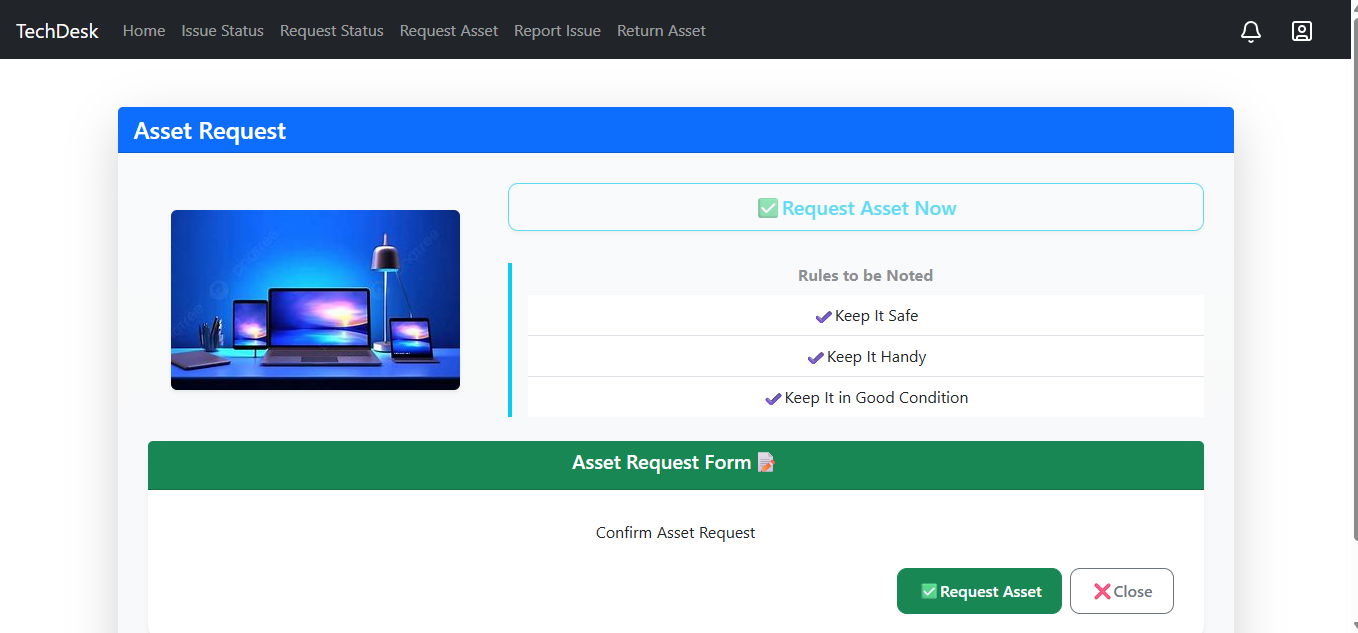 TechDesk Home Issue Status Request Status Request Asset Report Issue Return Asset
Asset Request
✅Request Asset Now
Rules to be Noted
✔Keep It Safe
✔Keep It Handy
✔Keep It in Good Condition
Asset Request Form 📝
Confirm Asset Request
✅Request Asset
❌Close